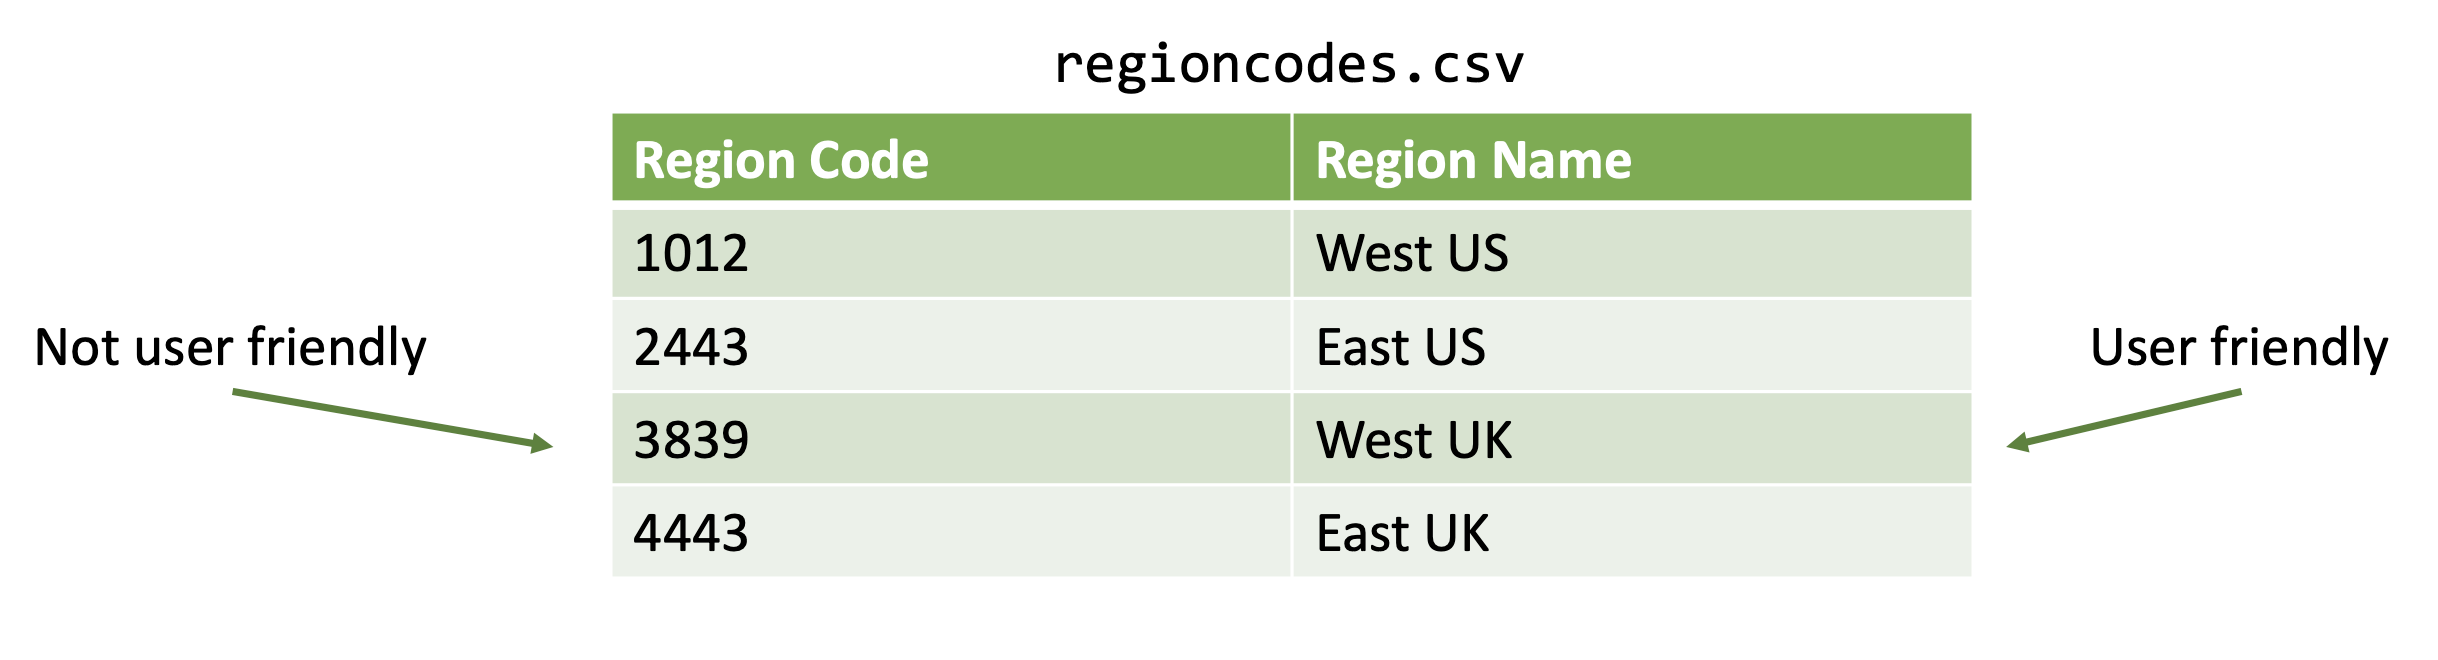 regioncodes.csv
Region Code Region Name
1012 West US
Not user friendly 2443 East US User friendly
3839 West UK
4443 East UK